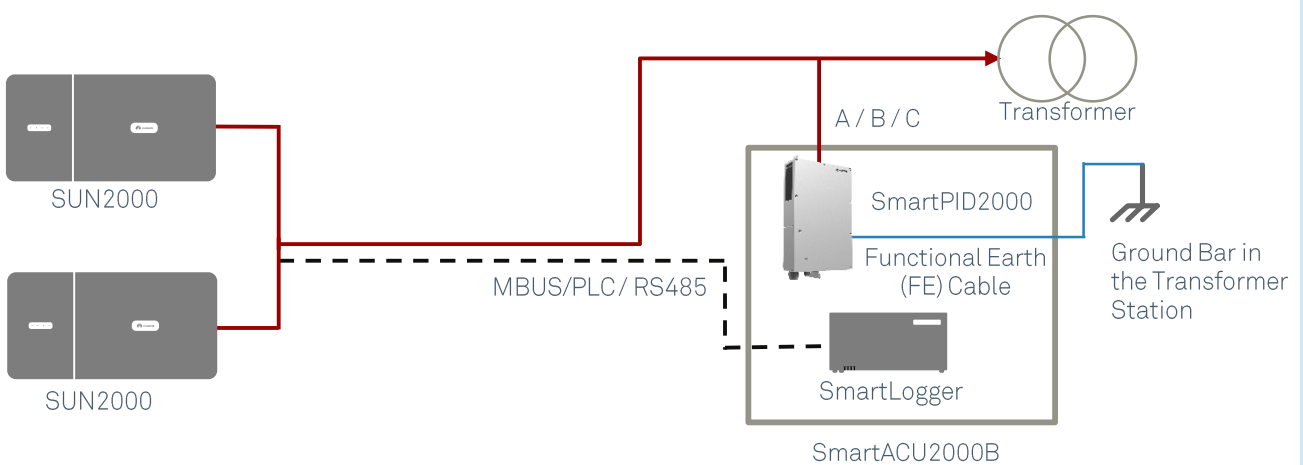 Transformer
A / B / C
SUN2000
SmartPID2000
Functional Earth
(FE) Cable
Ground Bar in
the Transformer
Station
MBUS/PLC / RS485
SmartLogger
SUN2000
SmartACU2000B